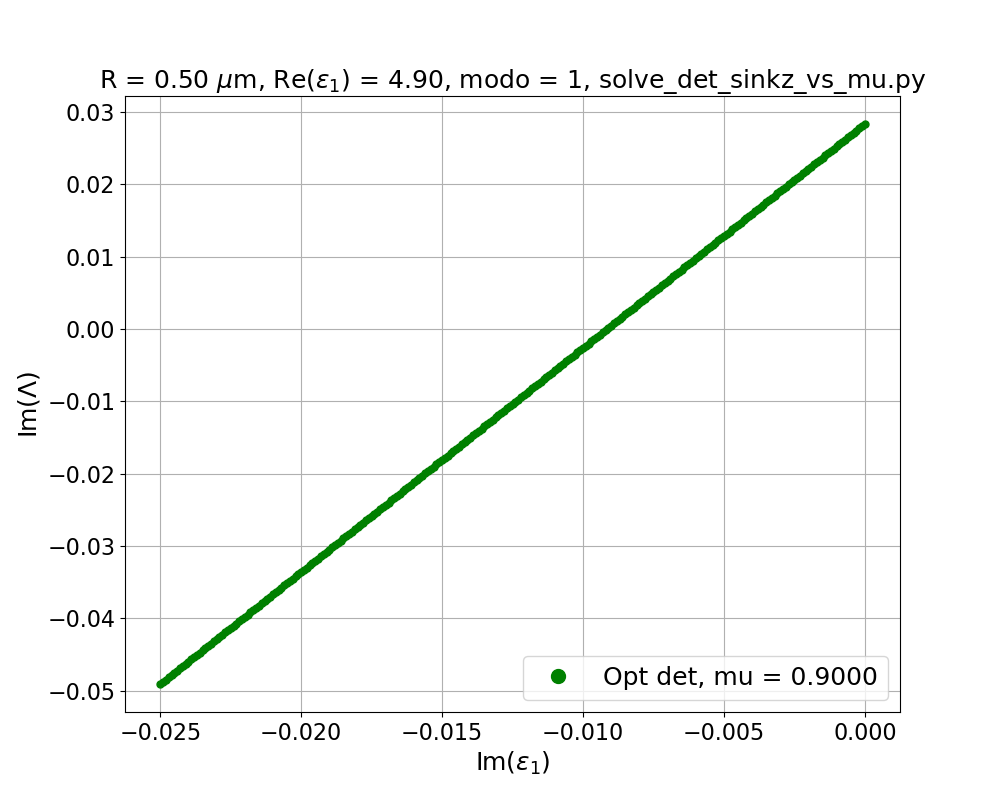 R = 0.50 μm, Re(ε₁) = 4.90, modo = 1, solve_det_sinkz_vs_mu.py
0.03
0.02
0.01
0.00
−0.01
−0.02
−0.03
−0.04
−0.05
Im(Λ)
Opt det, mu = 0.9000
−0.025 −0.020 −0.015 −0.010 −0.005 0.000
Im(ε₁)